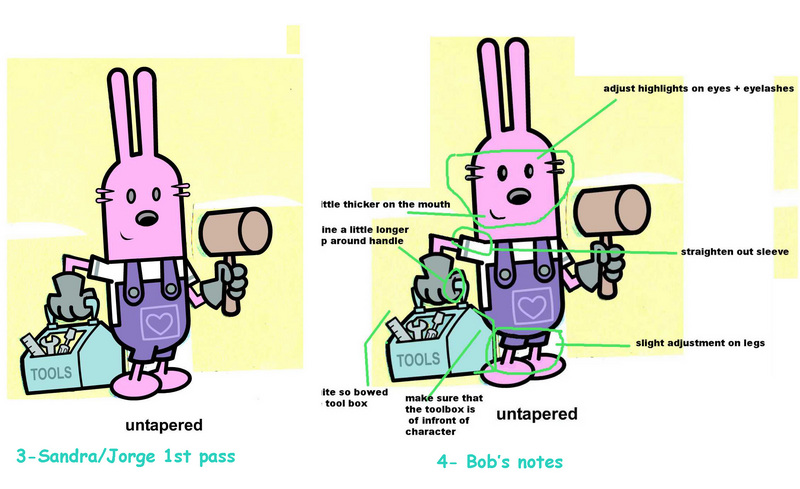 TOOLS
untapered
3-Sandra/Jorge 1st pass
adjust highlights on eyes + eyelashes
ittle thicker on the mouth
ine a little longer
p around handle
straighten out sleeve
TOOLS
slight adjustment on legs
ite so bowed
tool box
make sure that
the toolbox is
of infront of
character
untapered
4- Bob's notes